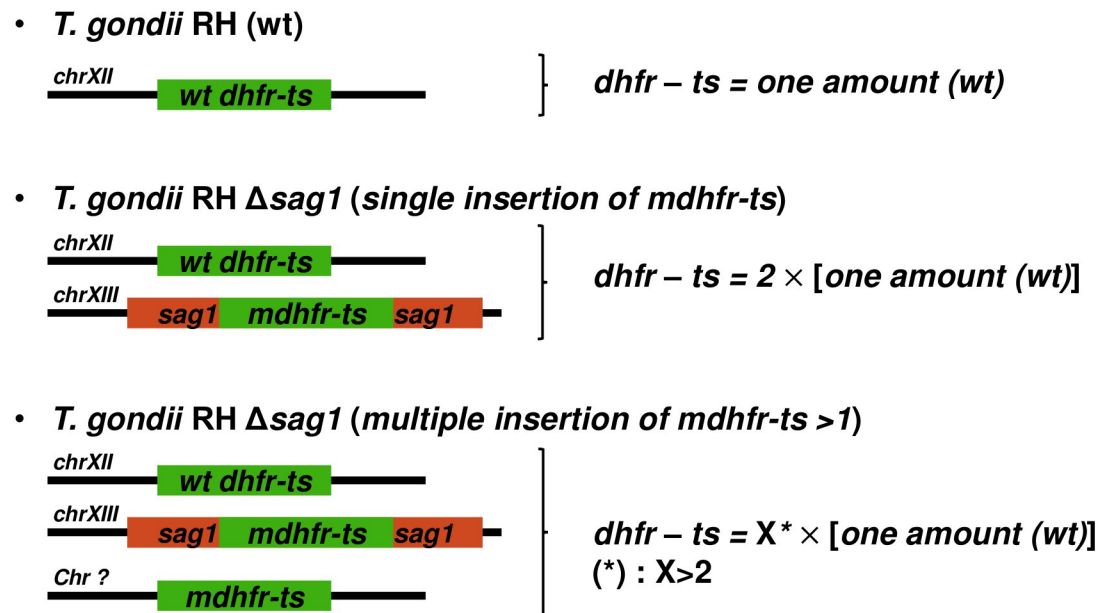 • T. gondii RH (wt)
chrXII
wt dhfr-ts
dhfr – ts = one amount (wt)
• T. gondii RH Δsag1 (single insertion of mdhfr-ts)
chrXII
wt dhfr-ts
chrXIII
sag1 mdhfr-ts sag1
dhfr – ts = 2 × [one amount (wt)]
• T. gondii RH Δsag1 (multiple insertion of mdhfr-ts >1)
chrXII
wt dhfr-ts
chrXIII
sag1 mdhfr-ts sag1
Chr ?
mdhfr-ts
dhfr – ts = X* × [one amount (wt)]
(*) : X>2